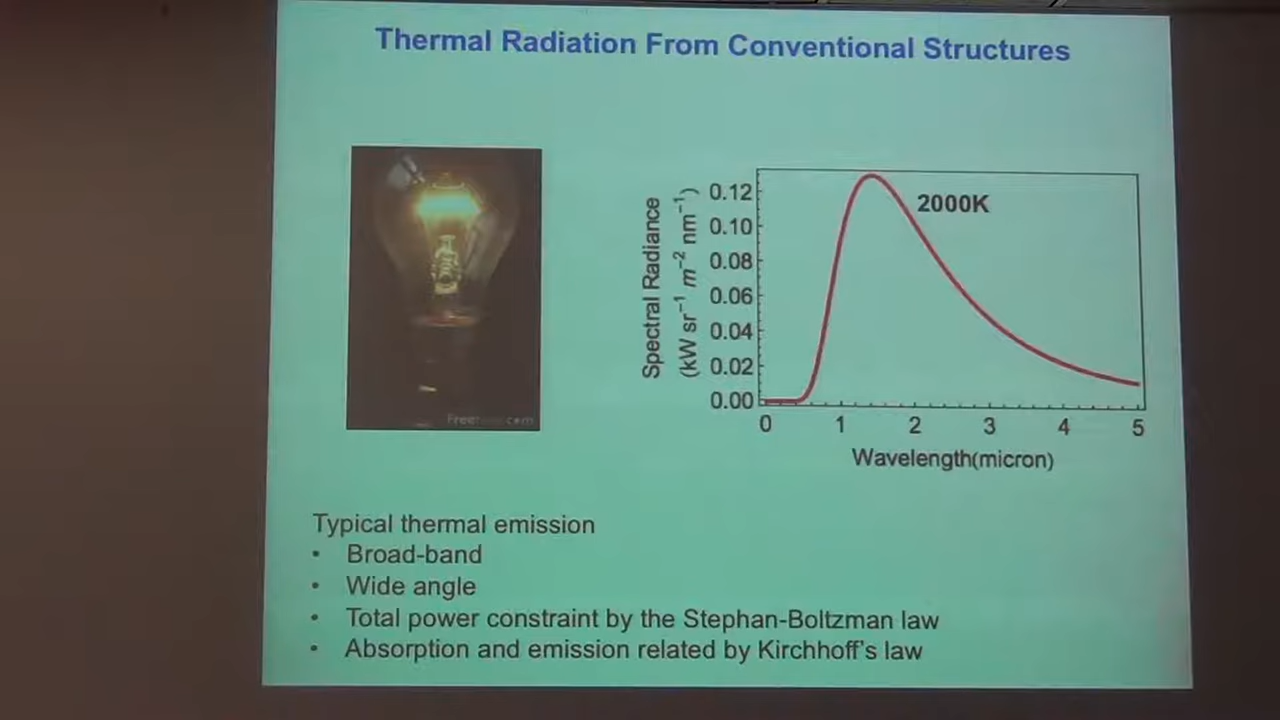 Thermal Radiation From Conventional Structures
Spectral Radiance
(kW sr⁻¹ m⁻² nm⁻¹)
0.12
0.10
0.08
0.06
0.04
0.02
0.00
2000K
0 1 2 3 4 5
Wavelength(micron)
Typical thermal emission
• Broad-band
• Wide angle
• Total power constraint by the Stephan-Boltzman law
• Absorption and emission related by Kirchhoff's law